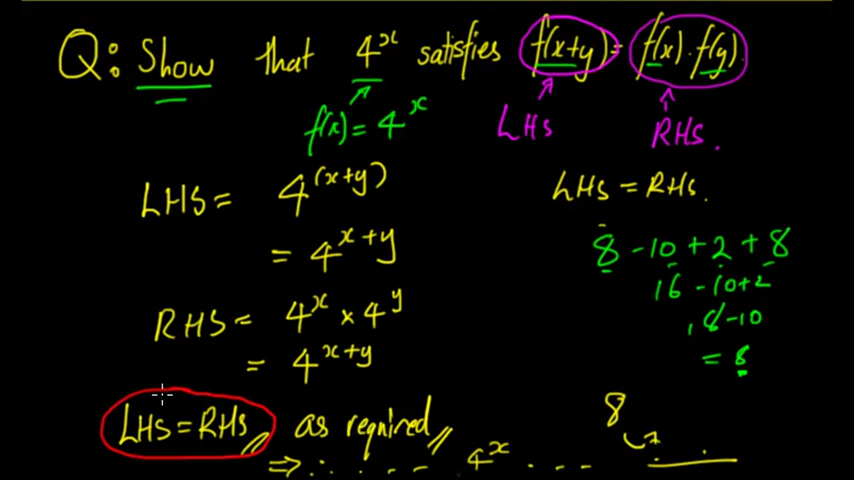 Q: Show that 4^x satisfies f(x+y) = f(x).f(y).
f(x) = 4^x
LHS
RHS.
LHS = 4^(x+y)
LHS = RHS.
= 4^x+y
8 -10 +2 +8
16 -10+2
RHS = 4^x × 4^y
18-10
= 4^x+y
= 8
LHS = RHS as required
8
⇒ ∴ . . . - 4^x . . . -